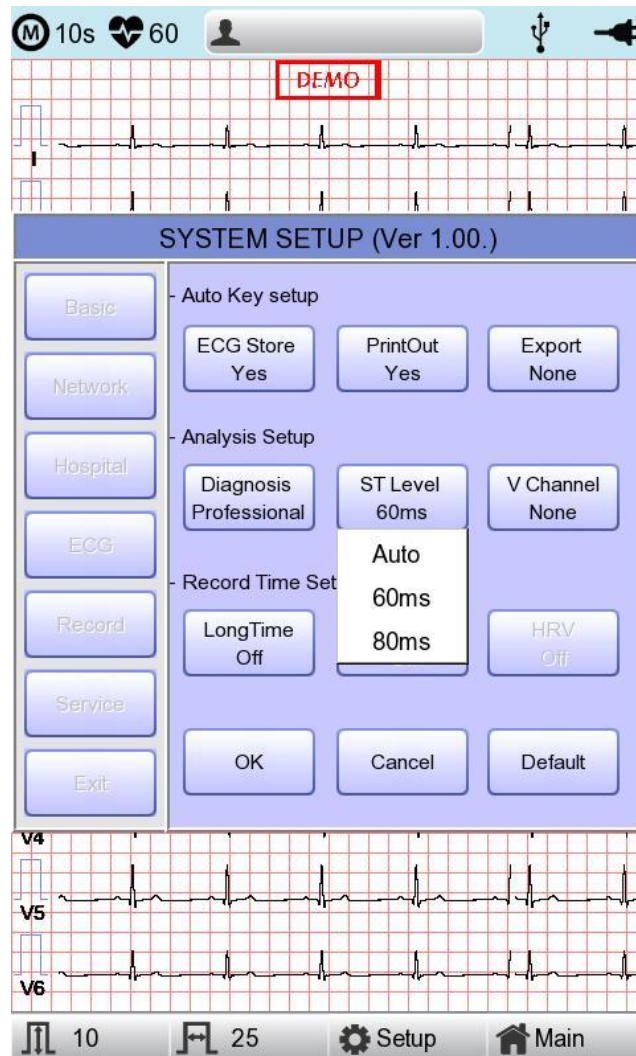 M 10s 60
DEMO
I
SYSTEM SETUP (Ver 1.00.)
Basic
Network
Hospital
ECG
Record
Service
Exit
- Auto Key setup
ECG Store
Yes
PrintOut
Yes
Export
None
- Analysis Setup
Diagnosis
Professional
ST Level
60ms
V Channel
None
Auto
60ms
80ms
- Record Time Set
LongTime
Off
HRV
Off
OK
Cancel
Default
V4
V5
V6
10
25
Setup
Main